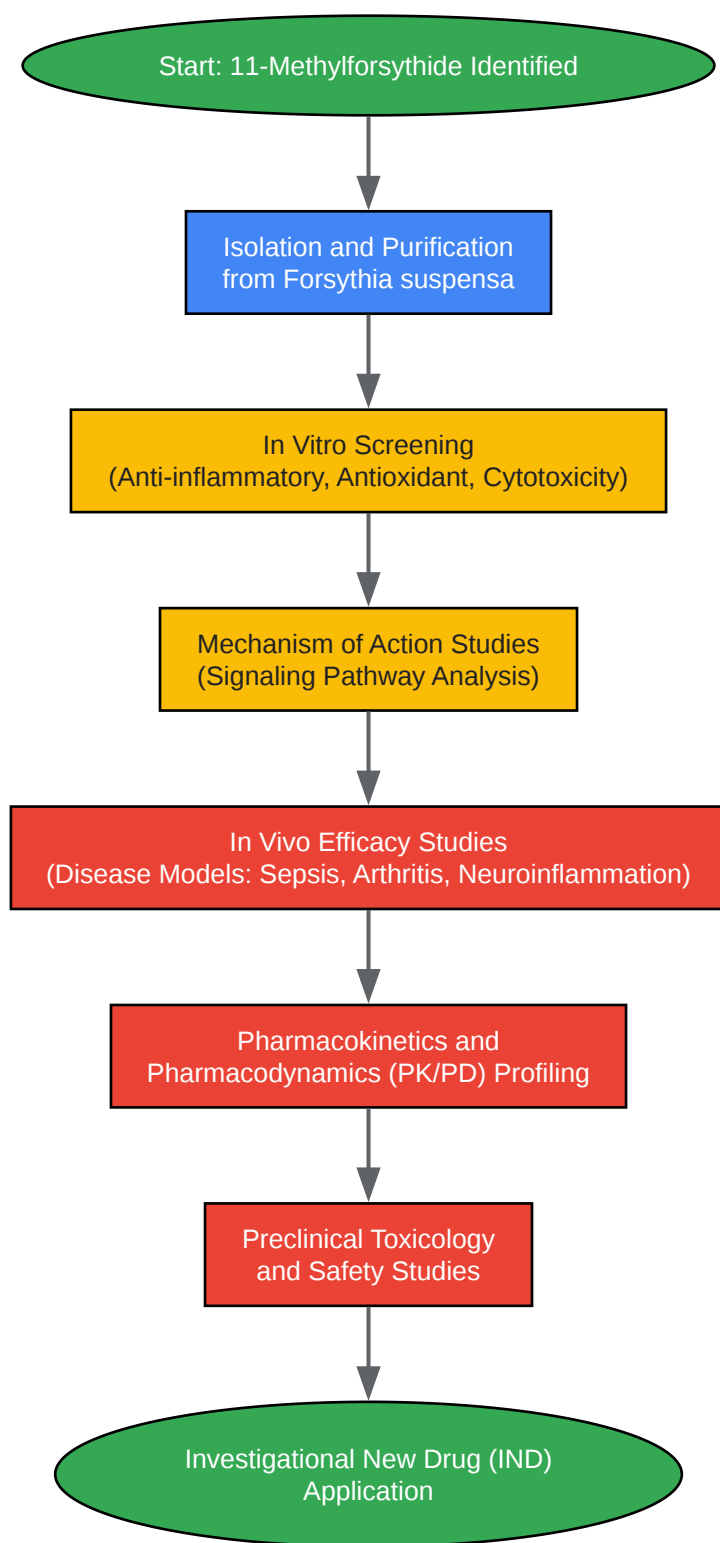 Start: 11-Methylforsythide Identified
Isolation and Purification
from Forsythia suspensa
In Vitro Screening
(Anti-inflammatory, Antioxidant, Cytotoxicity)
Mechanism of Action Studies
(Signaling Pathway Analysis)
In Vivo Efficacy Studies
(Disease Models: Sepsis, Arthritis, Neuroinflammation)
Pharmacokinetics and
Pharmacodynamics (PK/PD) Profiling
Preclinical Toxicology
and Safety Studies
Investigational New Drug (IND)
Application